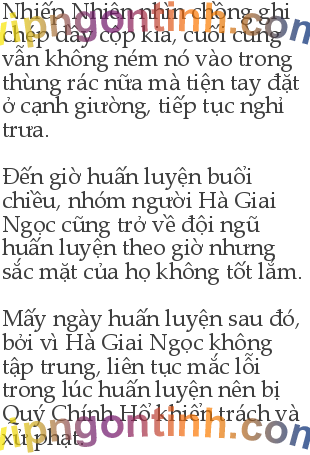 Nhiếp Nhiên nhìn chồng ghi
chép dày cộp kia, cuối cùng
vẫn không ném nó vào trong
thùng rác nữa mà tiện tay đặt
ở cạnh giường, tiếp tục nghỉ
trưa.
Đến giờ huấn luyện buổi
chiều, nhóm người Hà Giai
Ngọc cũng trở về đội ngũ
huấn luyện theo giờ nhưng
sắc mặt của họ không tốt lắm.
Mấy ngày huấn luyện sau đó,
bởi vì Hà Giai Ngọc không
tập trung, liên tục mắc lỗi
trong lúc huấn luyện nên bị
Quý Chính Hổ khiển trách và
xử phạt.
vipngontinh.com
vipngontinh.com